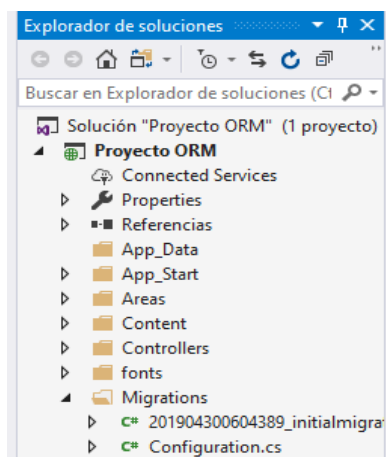 Explorador de soluciones
Buscar en Explorador de soluciones (Ct
Solución "Proyecto ORM" (1 proyecto)
Proyecto ORM
Connected Services
Properties
Referencias
App_Data
App_Start
Areas
Content
Controllers
fonts
Migrations
C# 201904300604389_initialmigra
C# Configuration.cs